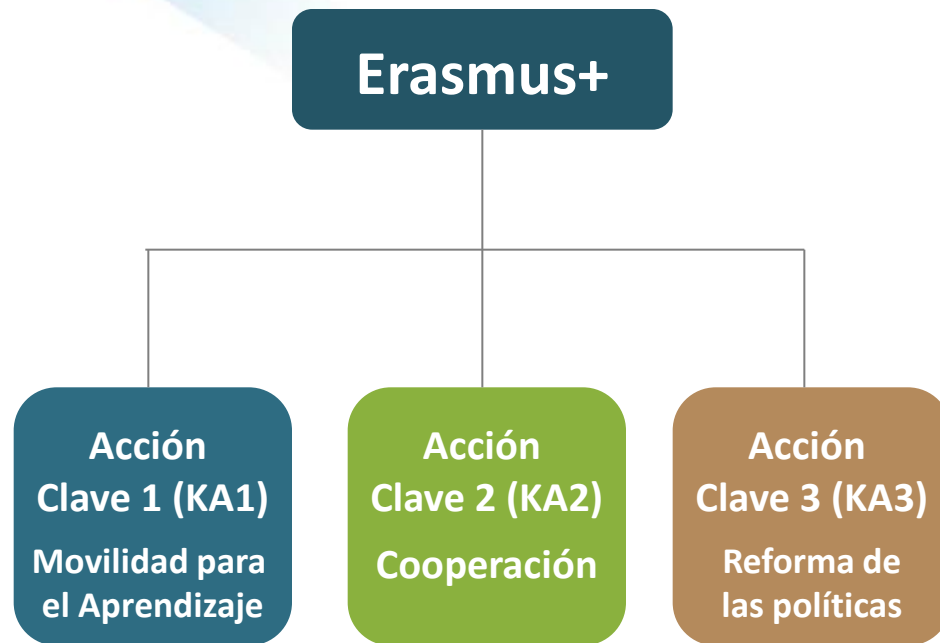 Erasmus+
Acción
Clave 1 (KA1)
Movilidad para
el Aprendizaje
Acción
Clave 2 (KA2)
Cooperación
Acción
Clave 3 (KA3)
Reforma de
las políticas